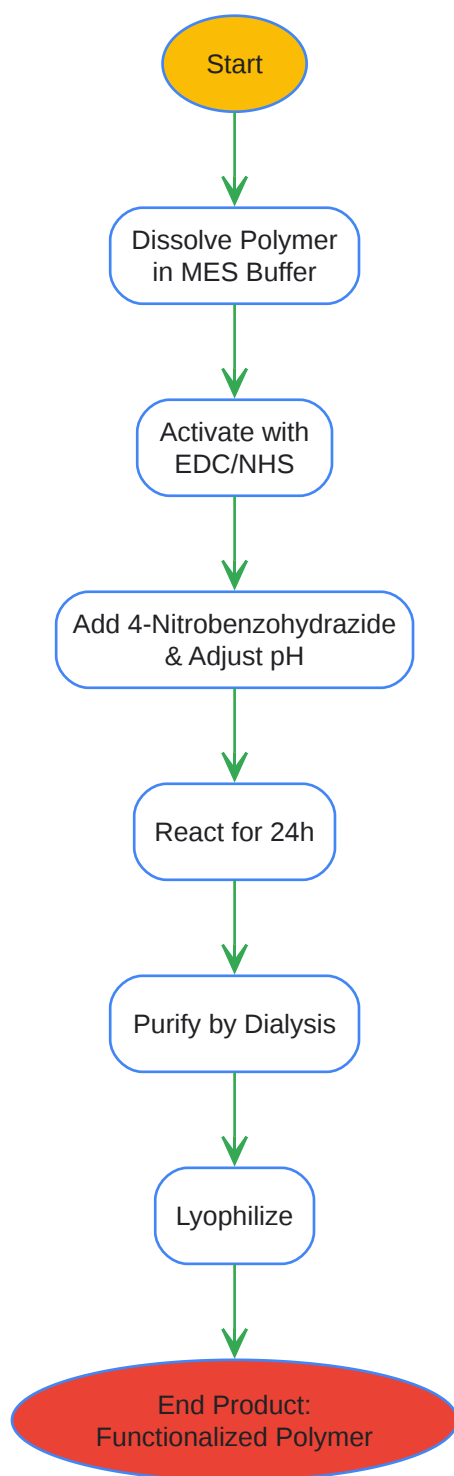 Start
Dissolve Polymer
in MES Buffer
Activate with
EDC/NHS
Add 4-Nitrobenzohydrazide
& Adjust pH
React for 24h
Purify by Dialysis
Lyophilize
End Product:
Functionalized Polymer